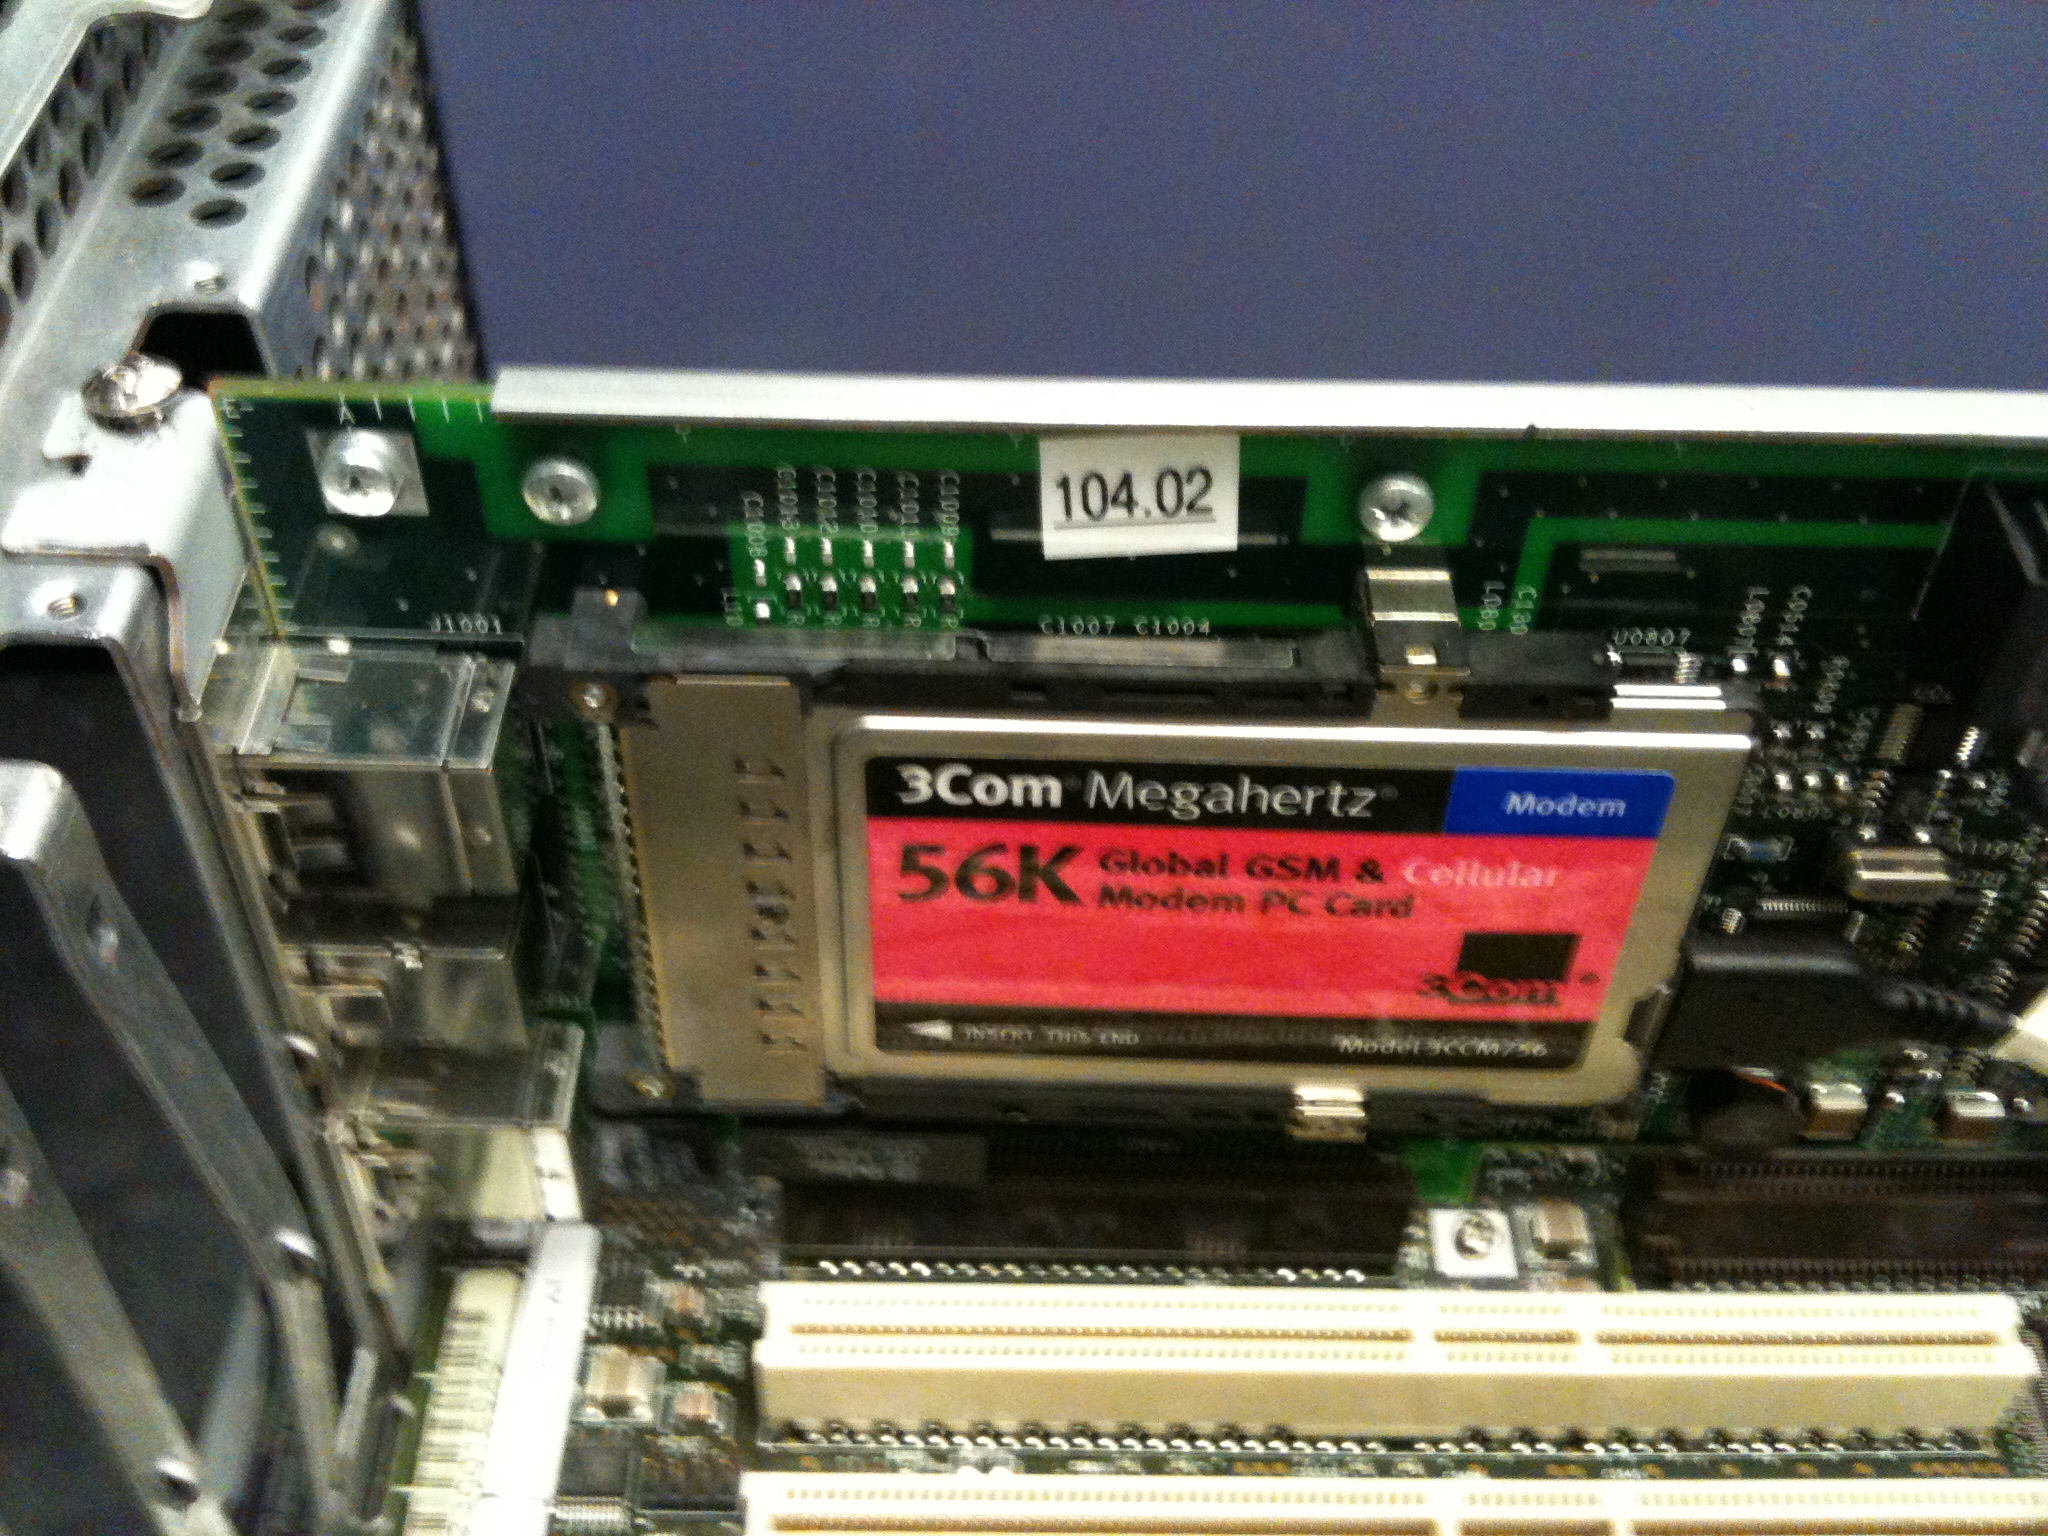 A
104.02
J1001
C1007 C1004
U0807
3Com® Megahertz®
Modem
56K Global GSM & Cellular
Modem PC Card
3Com®
INSERT THIS END
Model 3CCM756